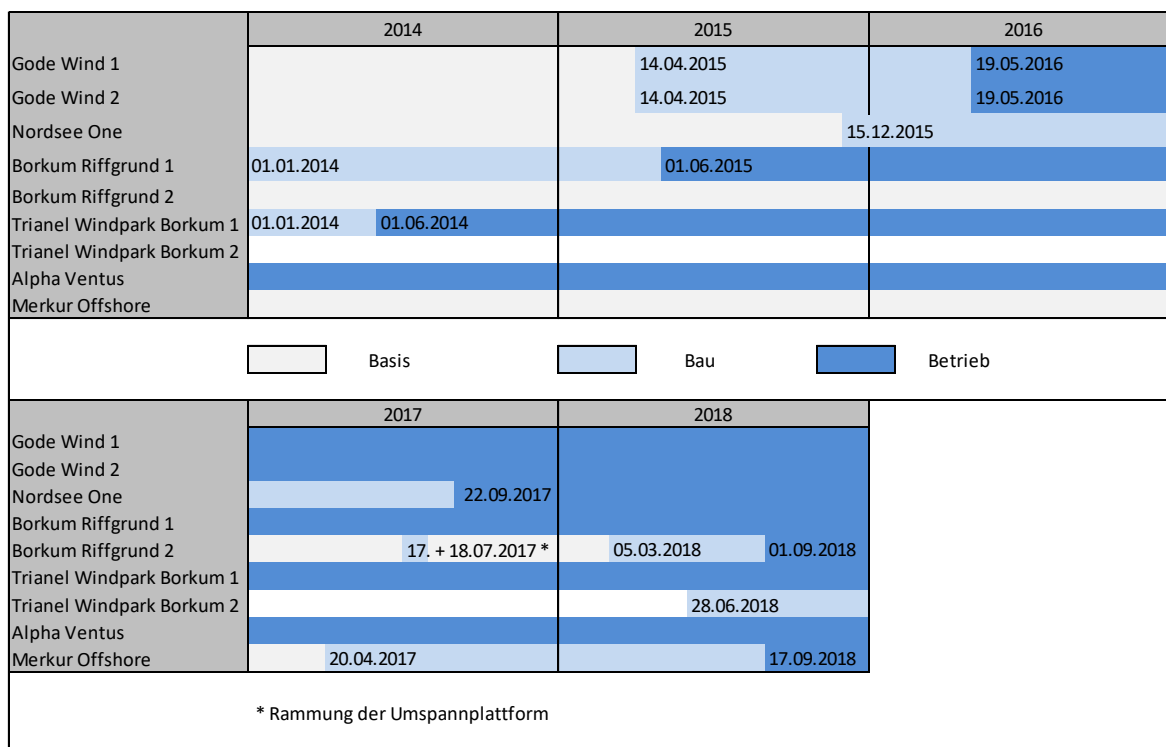 2014 2015 2016
Gode Wind 1 14.04.2015 19.05.2016
Gode Wind 2 14.04.2015 19.05.2016
Nordsee One 15.12.2015
Borkum Riffgrund 1 01.01.2014 01.06.2015
Borkum Riffgrund 2
Trianel Windpark Borkum 1 01.01.2014 01.06.2014
Trianel Windpark Borkum 2
Alpha Ventus
Merkur Offshore
Basis Bau Betrieb
2017 2018
Gode Wind 1
Gode Wind 2
Nordsee One 22.09.2017
Borkum Riffgrund 1
Borkum Riffgrund 2 17. + 18.07.2017 * 05.03.2018 01.09.2018
Trianel Windpark Borkum 1
Trianel Windpark Borkum 2 28.06.2018
Alpha Ventus
Merkur Offshore 20.04.2017 17.09.2018
* Rammung der Umspannplattform